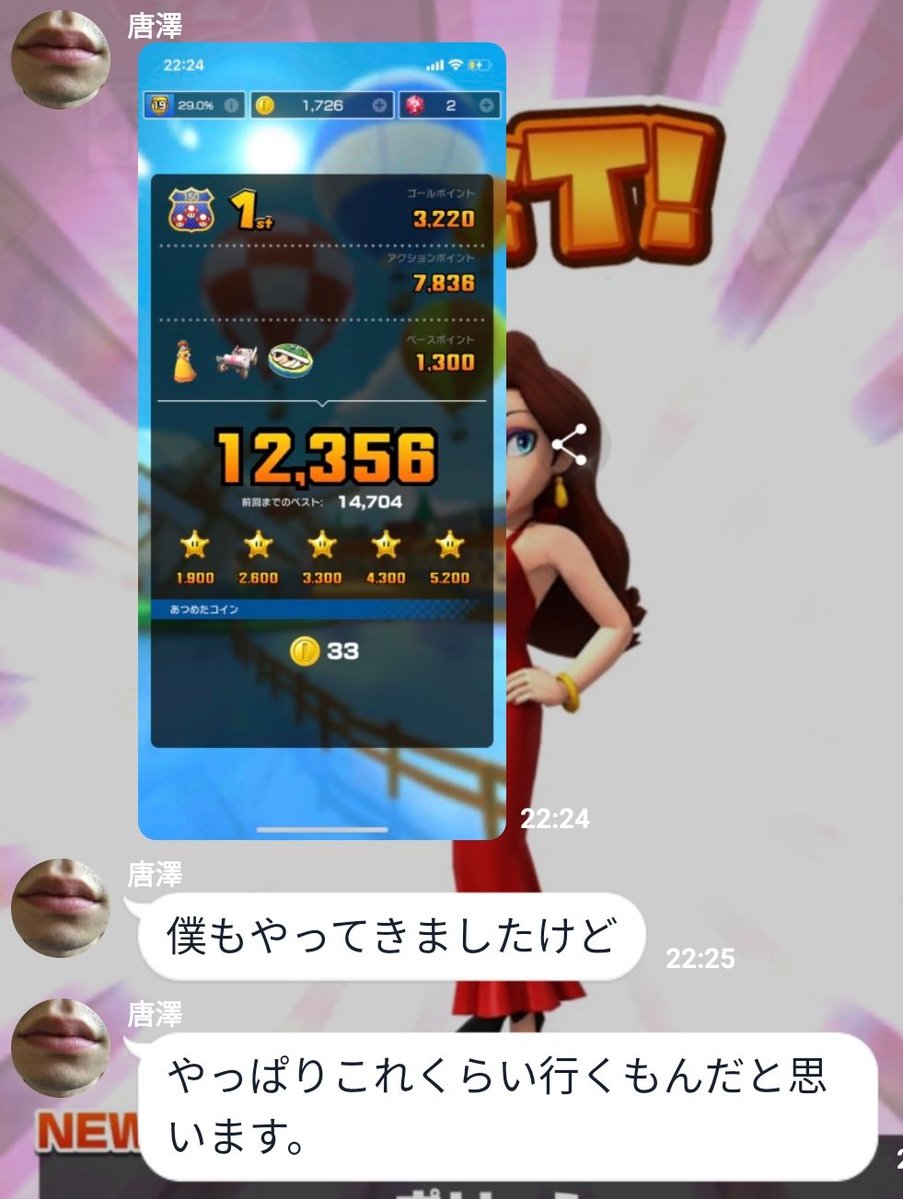 唐澤
22:24
19 29.0% 1,726 2
T!
150 1st
ゴールポイント
3,220
アクションポイント
7,836
ベースポイント
1,300
12,356
前回までのベスト: 14,704
1.900 2.600 3.300 4.300 5.200
あつめたコイン
33
22:24
唐澤
僕もやってきましたけど
22:25
唐澤
やっぱりこれくらい行くもんだと思
います。
NEW